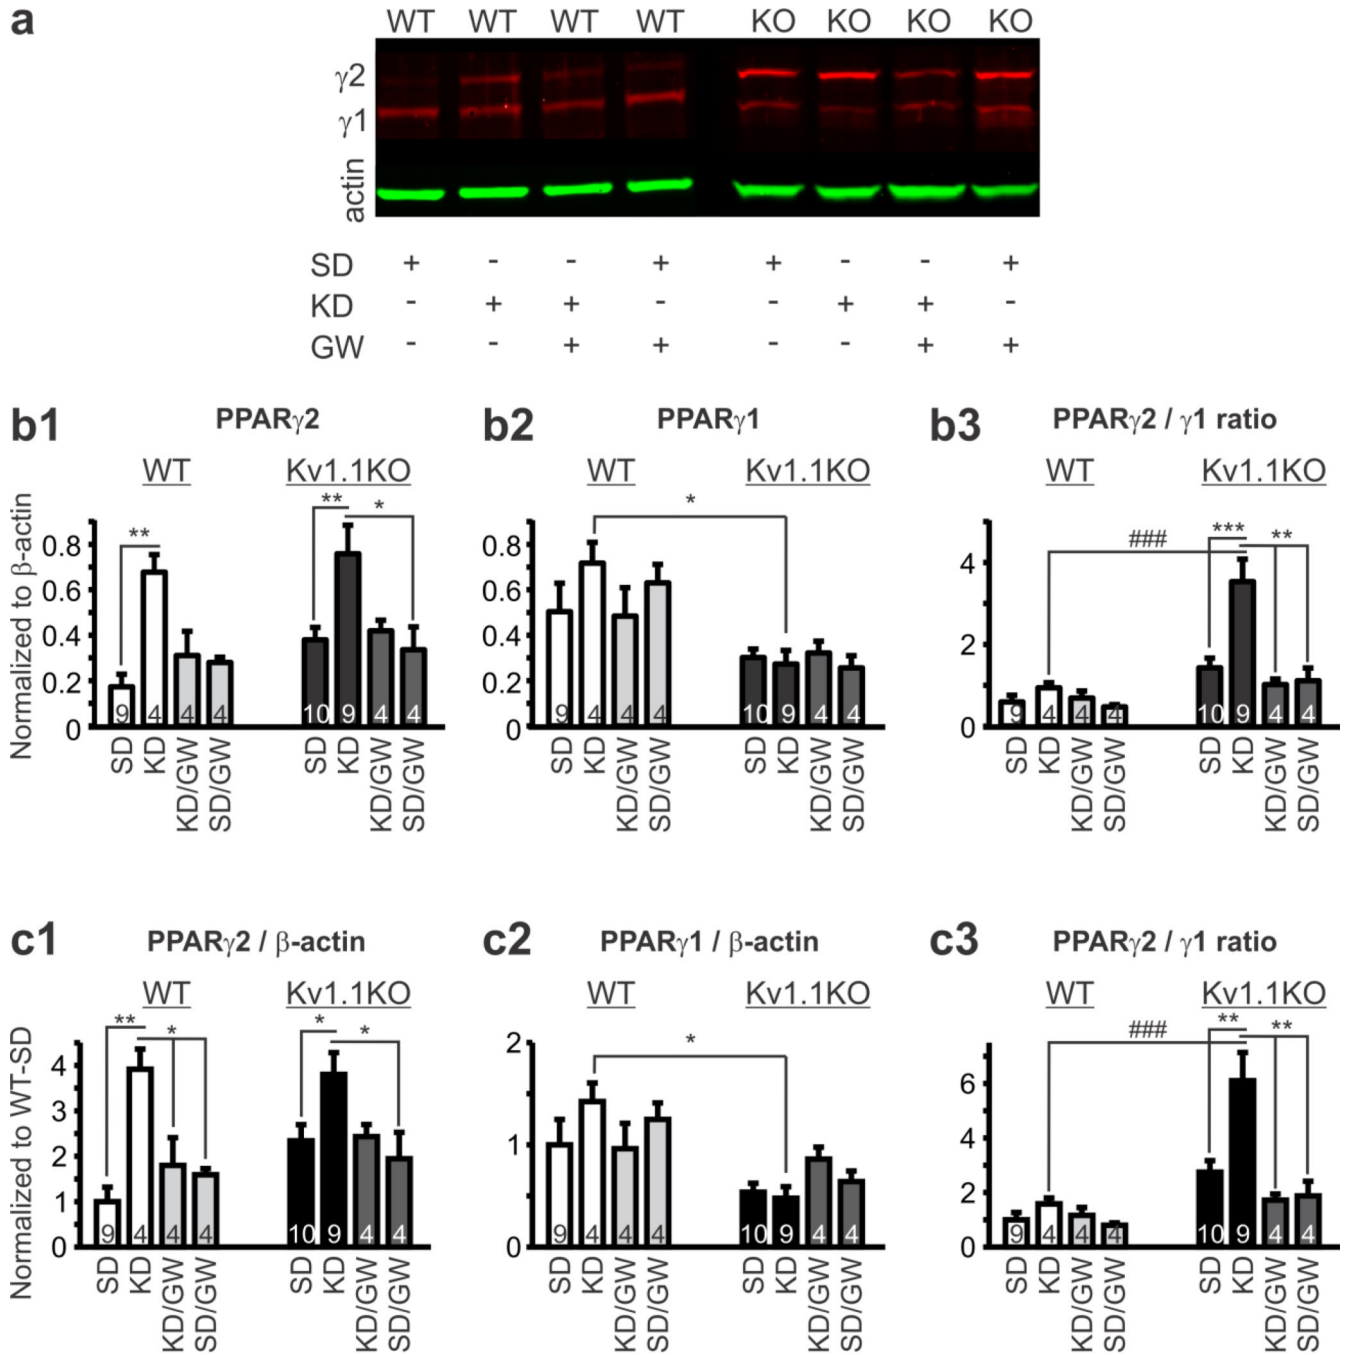 a
WT WT WT WT KO KO KO KO
γ2
γ1
actin
SD + - - + + - - +
KD - + + - - + + -
GW - - + + - - + +
b1 PPARγ2
WT Kv1.1KO
** ** *
Normalized to β-actin
0.8
0.6
0.4
0.2
0
9 4 4 4 10 9 4 4
SD KD KD/GW SD/GW SD KD KD/GW SD/GW
b2 PPARγ1
WT Kv1.1KO
*
0.8
0.6
0.4
0.2
0
9 4 4 4 10 9 4 4
SD KD KD/GW SD/GW SD KD KD/GW SD/GW
b3 PPARγ2 / γ1 ratio
WT Kv1.1KO
### *** **
4
2
0
9 4 4 4 10 9 4 4
SD KD KD/GW SD/GW SD KD KD/GW SD/GW
c1 PPARγ2 / β-actin
WT Kv1.1KO
** * * *
Normalized to WT-SD
4
3
2
1
0
9 4 4 4 10 9 4 4
SD KD KD/GW SD/GW SD KD KD/GW SD/GW
c2 PPARγ1 / β-actin
WT Kv1.1KO
*
2
1
0
9 4 4 4 10 9 4 4
SD KD KD/GW SD/GW SD KD KD/GW SD/GW
c3 PPARγ2 / γ1 ratio
WT Kv1.1KO
### ** **
6
4
2
0
9 4 4 4 10 9 4 4
SD KD KD/GW SD/GW SD KD KD/GW SD/GW